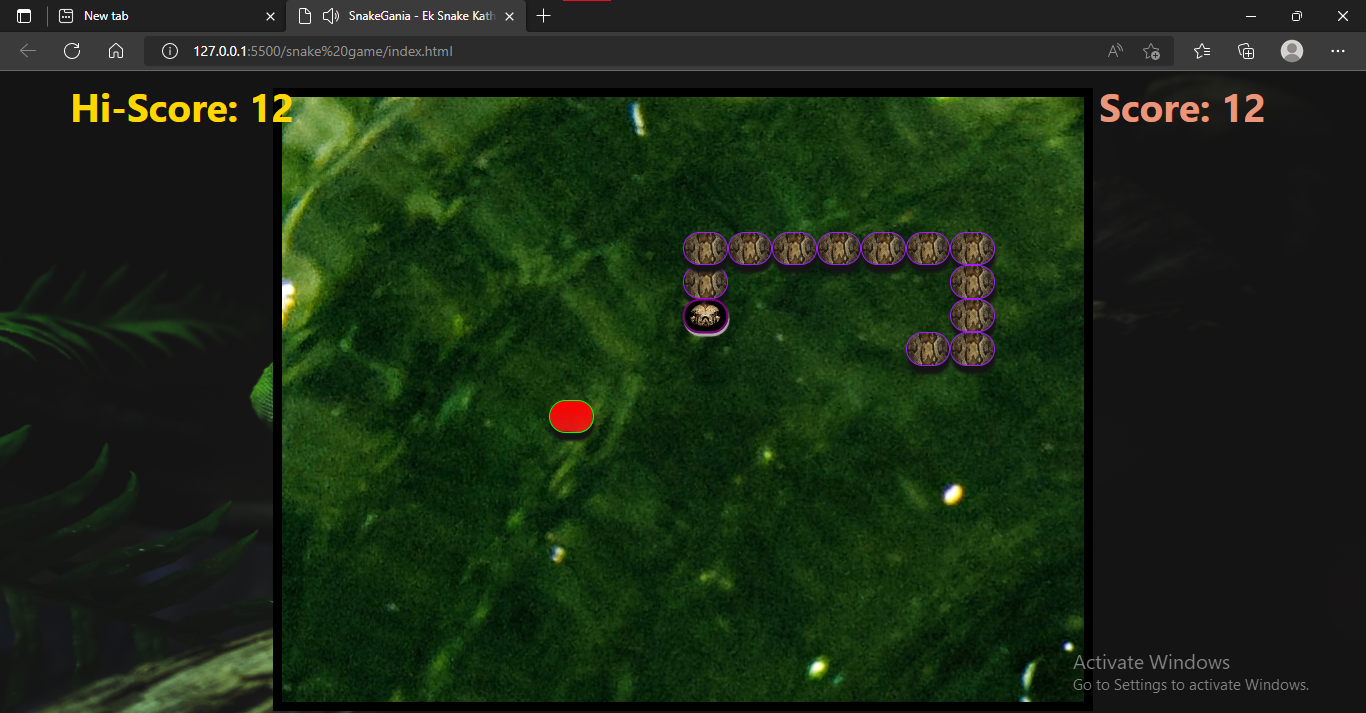 New tab
SnakeGania - Ek Snake Kath
127.0.0.1:5500/snake%20game/index.html
Hi-Score: 12
Score: 12
Activate Windows
Go to Settings to activate Windows.